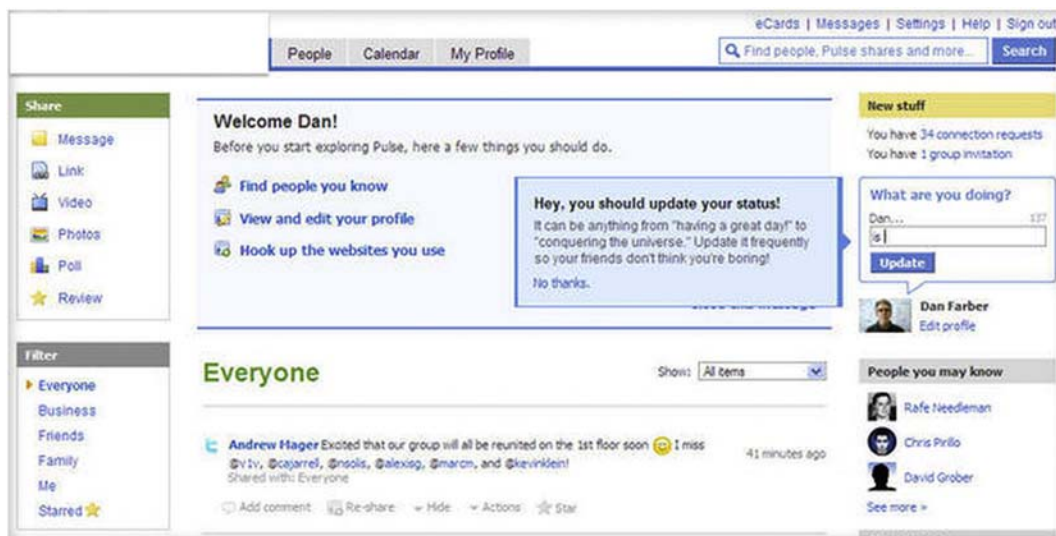 eCards | Messages | Settings | Help | Sign out
People Calendar My Profile
Find people, Pulse shares and more... Search
Share
Message
Link
Video
Photos
Poll
Review
Filter
Everyone
Business
Friends
Family
Me
Starred
Welcome Dan!
Before you start exploring Pulse, here a few things you should do.
Find people you know
View and edit your profile
Hook up the websites you use
Hey, you should update your status!
It can be anything from "having a great day!" to
"conquering the universe." Update it frequently
so your friends don't think you're boring!
No thanks.
Everyone
Show: All items
Andrew Hager Excited that our group will all be reunited on the 1st floor soon I miss
@v1v, @cajarrell, @nsolis, @alexisg, @marcm, and @kevinklein!
41 minutes ago
Shared with: Everyone
Add comment Re-share Hide Actions Star
New stuff
You have 34 connection requests
You have 1 group invitation
What are you doing?
Dan... 137
is
Update
Dan Farber
Edit profile
People you may know
Rafe Needleman
Chris Pirillo
David Grober
See more »